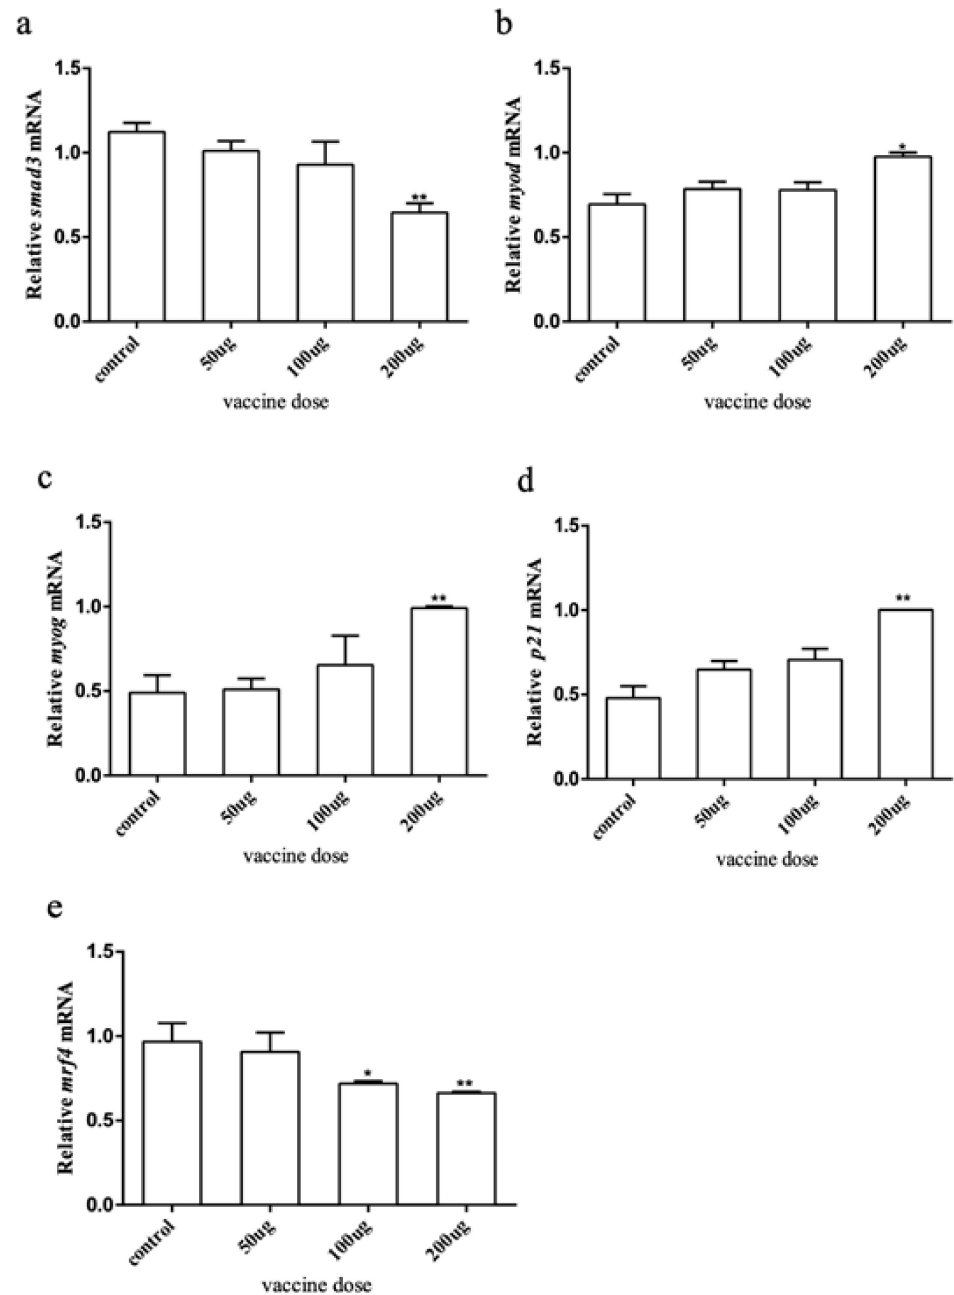 a
Relative smad3 mRNA
1.5
1.0
0.5
0.0
**
control
50ug
100ug
200ug
vaccine dose
b
Relative myod mRNA
1.5
1.0
0.5
0.0
*
control
50ug
100ug
200ug
vaccine dose
c
Relative myog mRNA
1.5
1.0
0.5
0.0
**
control
50ug
100ug
200ug
vaccine dose
d
Relative p21 mRNA
1.5
1.0
0.5
0.0
**
control
50ug
100ug
200ug
vaccine dose
e
Relative mrf4 mRNA
1.5
1.0
0.5
0.0
*
**
control
50ug
100ug
200ug
vaccine dose